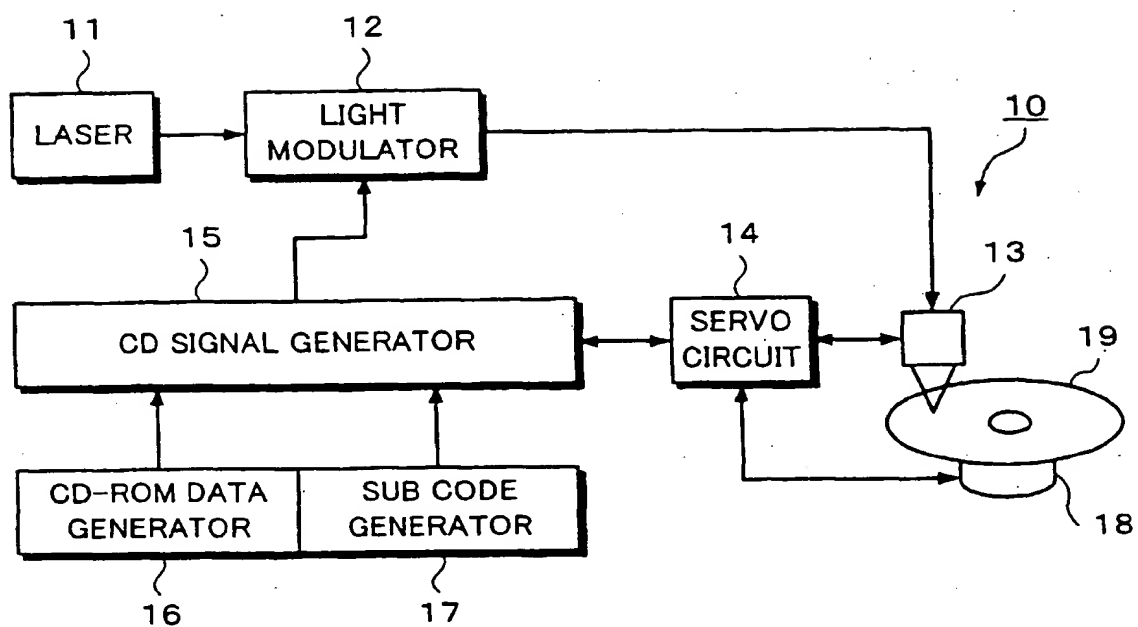 11
12
LASER
LIGHT
MODULATOR
10
15
14
13
CD SIGNAL GENERATOR
SERVO
CIRCUIT
19
CD-ROM DATA
GENERATOR
SUB CODE
GENERATOR
18
16
17